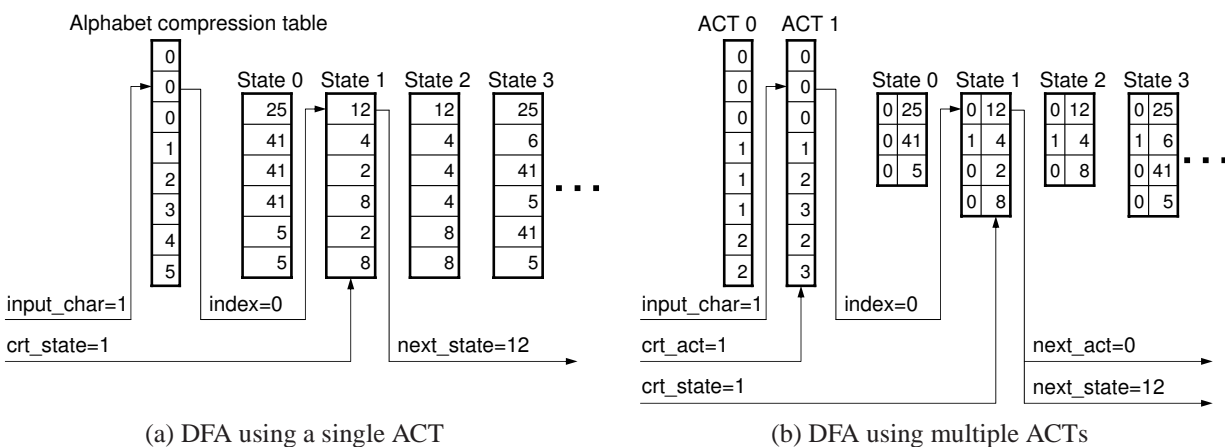 Alphabet compression table
0
0
0
1
2
3
4
5
State 0
25
41
41
41
5
5
State 1
12
4
2
8
2
8
State 2
12
4
4
4
8
8
State 3
25
6
41
5
41
5
...
input_char=1
index=0
crt_state=1
next_state=12
(a) DFA using a single ACT
ACT 0
0
0
0
1
1
1
2
2
ACT 1
0
0
0
1
2
3
2
3
State 0
0 25
0 41
0 5
State 1
0 12
1 4
0 2
0 8
State 2
0 12
1 4
0 8
State 3
0 25
1 6
0 41
0 5
...
input_char=1
index=0
crt_act=1
next_act=0
crt_state=1
next_state=12
(b) DFA using multiple ACTs